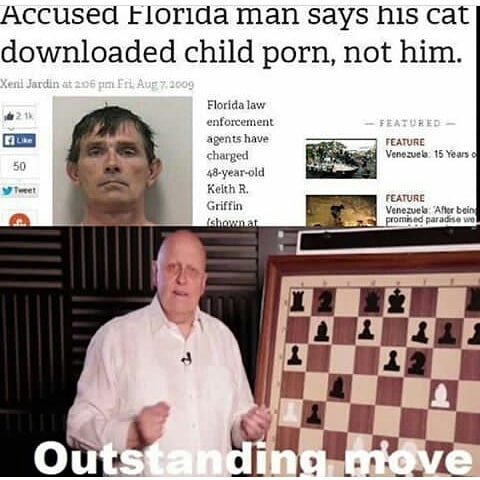 Accused Florida man says his cat
downloaded child porn, not him.
Xeni Jardin at 2:06 pm Fri, Aug 7, 2009
2.1k
Like
50
Tweet
Florida law
enforcement
agents have
charged
48-year-old
Keith R.
Griffin
(shown at
FEATURED
FEATURE
Venezuela: 15 Years o
FEATURE
Venezuela: "After being
promised paradise we
Outstanding move